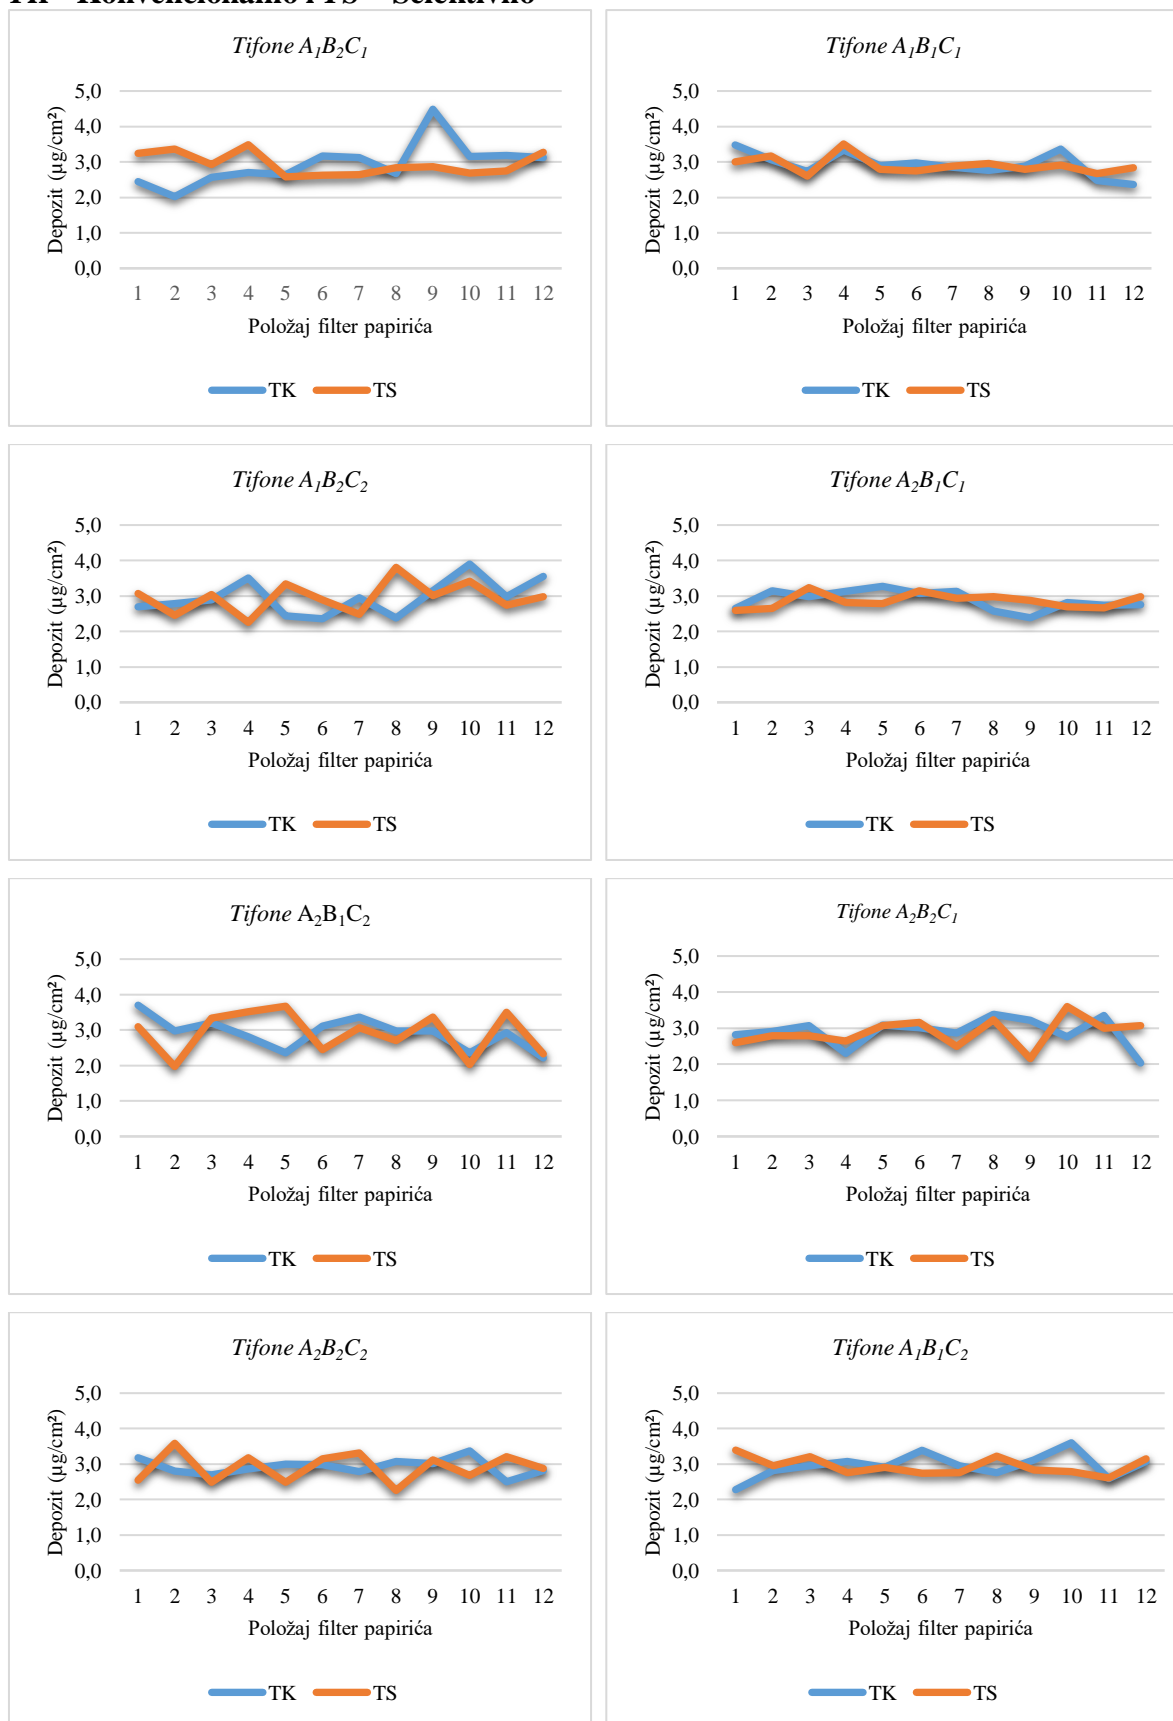 TK – Konvencionalno i TS – Selektivno
Tifone A₁B₂C₁
Depozit (µg/cm²)
5,0
4,0
3,0
2,0
1,0
0,0
1 2 3 4 5 6 7 8 9 10 11 12
Položaj filter papirića
TK TS
Tifone A₁B₁C₁
Depozit (µg/cm²)
5,0
4,0
3,0
2,0
1,0
0,0
1 2 3 4 5 6 7 8 9 10 11 12
Položaj filter papirića
TK TS
Tifone A₁B₂C₂
Depozit (µg/cm²)
5,0
4,0
3,0
2,0
1,0
0,0
1 2 3 4 5 6 7 8 9 10 11 12
Položaj filter papirića
TK TS
Tifone A₂B₁C₁
Depozit (µg/cm²)
5,0
4,0
3,0
2,0
1,0
0,0
1 2 3 4 5 6 7 8 9 10 11 12
Položaj filter papirića
TK TS
Tifone A₂B₁C₂
Depozit (µg/cm²)
5,0
4,0
3,0
2,0
1,0
0,0
1 2 3 4 5 6 7 8 9 10 11 12
Položaj filter papirića
TK TS
Tifone A₂B₂C₁
Depozit (µg/cm²)
5,0
4,0
3,0
2,0
1,0
0,0
1 2 3 4 5 6 7 8 9 10 11 12
Položaj filter papirića
TK TS
Tifone A₂B₂C₂
Depozit (µg/cm²)
5,0
4,0
3,0
2,0
1,0
0,0
1 2 3 4 5 6 7 8 9 10 11 12
Položaj filter papirića
TK TS
Tifone A₁B₁C₂
Depozit (µg/cm²)
5,0
4,0
3,0
2,0
1,0
0,0
1 2 3 4 5 6 7 8 9 10 11 12
Položaj filter papirića
TK TS